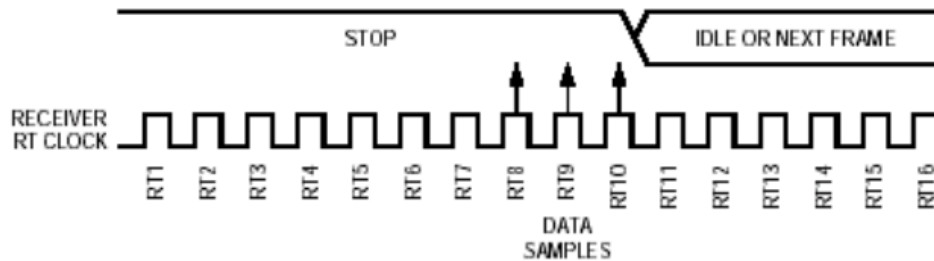 STOP
IDLE OR NEXT FRAME
RECEIVER
RT CLOCK
RT1
RT2
RT3
RT4
RT5
RT6
RT7
RT8
RT9
RT10
RT11
RT12
RT13
RT14
RT15
RT16
DATA
SAMPLES